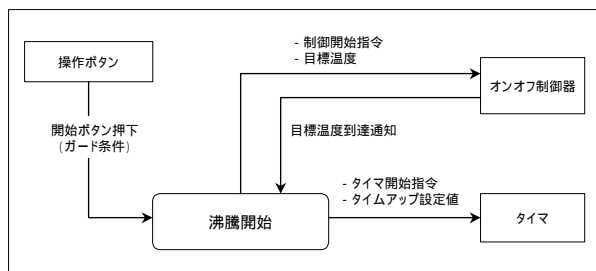 操作ボタン
- 制御開始指令
- 目標温度
オンオフ制御器
開始ボタン押下
(ガード条件)
目標温度到達通知
- タイマ開始指令
- タイムアップ設定値
沸騰開始
タイマ